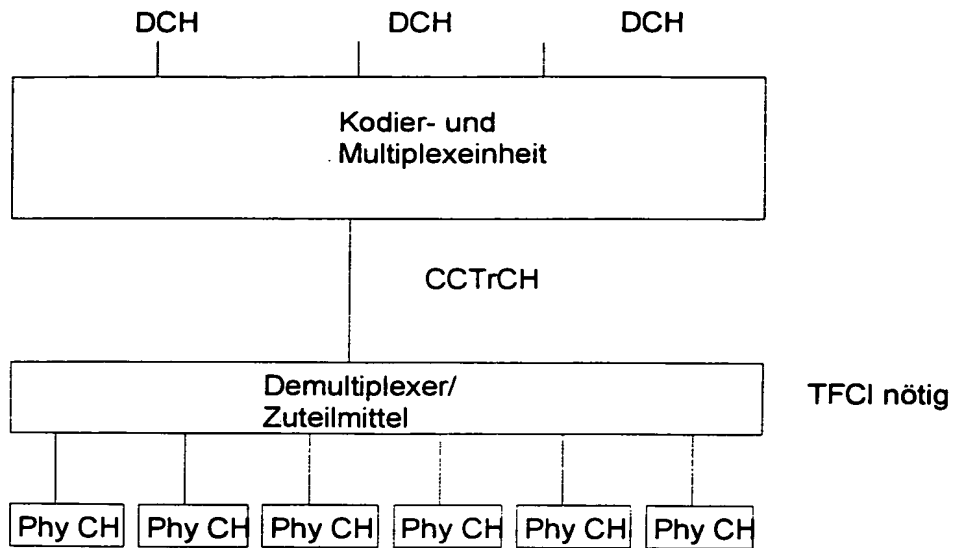 DCH DCH DCH
Kodier- und
Multiplexeinheit
CCTrCH
Demultiplexer/
Zuteilmittel
TFCI nötig
Phy CH Phy CH Phy CH Phy CH Phy CH Phy CH